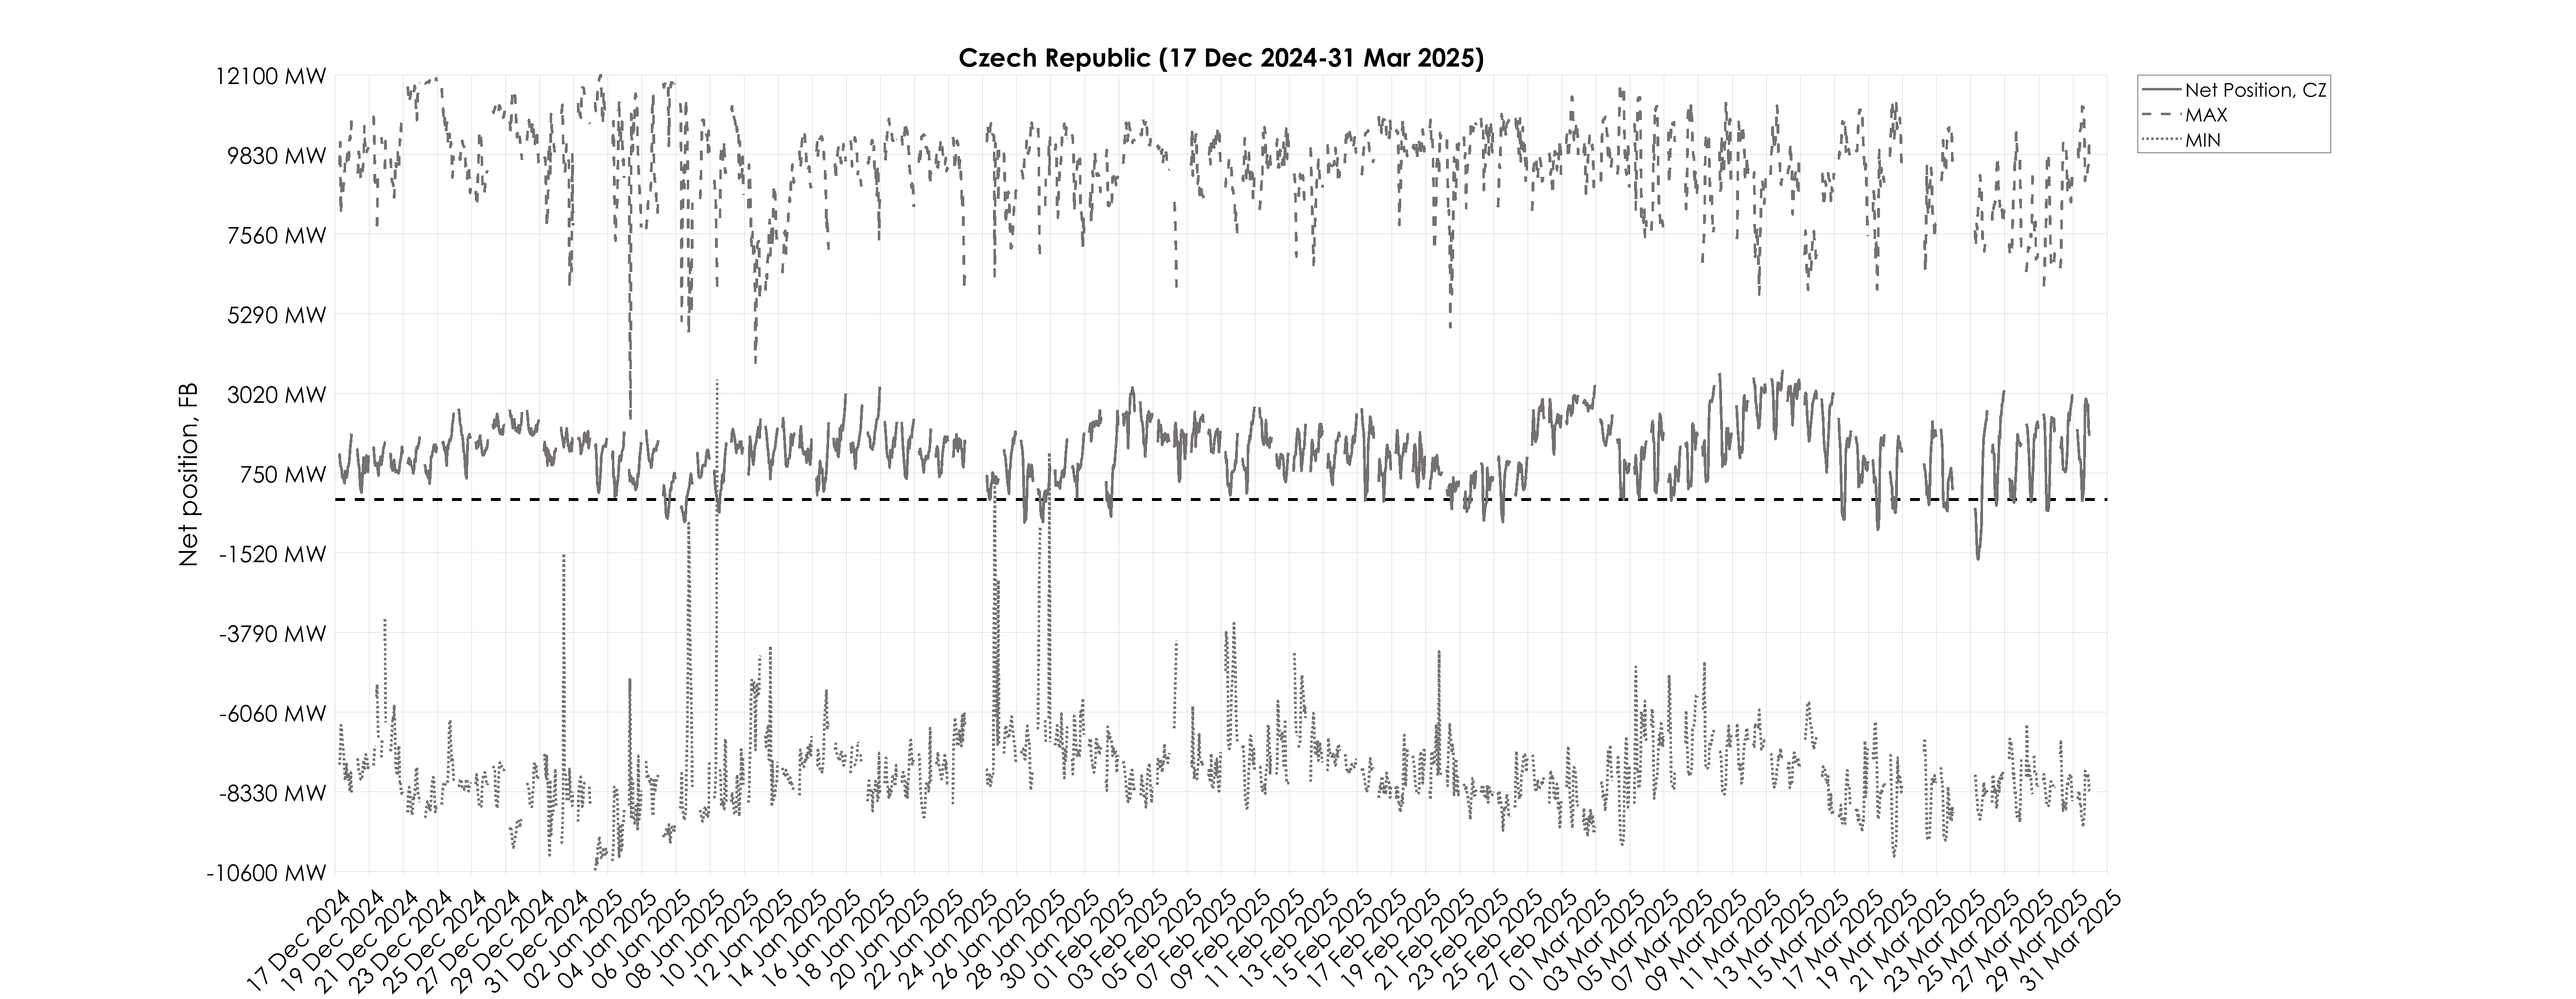 Czech Republic (17 Dec 2024-31 Mar 2025)
12100 MW
9830 MW
7560 MW
5290 MW
3020 MW
750 MW
-1520 MW
-3790 MW
-6060 MW
-8330 MW
-10600 MW
Net position, FB
Net Position, CZ
MAX
MIN
17 Dec 2024
19 Dec 2024
21 Dec 2024
23 Dec 2024
25 Dec 2024
27 Dec 2024
29 Dec 2024
31 Dec 2024
02 Jan 2025
04 Jan 2025
06 Jan 2025
08 Jan 2025
10 Jan 2025
12 Jan 2025
14 Jan 2025
16 Jan 2025
18 Jan 2025
20 Jan 2025
22 Jan 2025
24 Jan 2025
26 Jan 2025
28 Jan 2025
30 Jan 2025
01 Feb 2025
03 Feb 2025
05 Feb 2025
07 Feb 2025
09 Feb 2025
11 Feb 2025
13 Feb 2025
15 Feb 2025
17 Feb 2025
19 Feb 2025
21 Feb 2025
23 Feb 2025
25 Feb 2025
27 Feb 2025
01 Mar 2025
03 Mar 2025
05 Mar 2025
07 Mar 2025
09 Mar 2025
11 Mar 2025
13 Mar 2025
15 Mar 2025
17 Mar 2025
19 Mar 2025
21 Mar 2025
23 Mar 2025
25 Mar 2025
27 Mar 2025
29 Mar 2025
31 Mar 2025